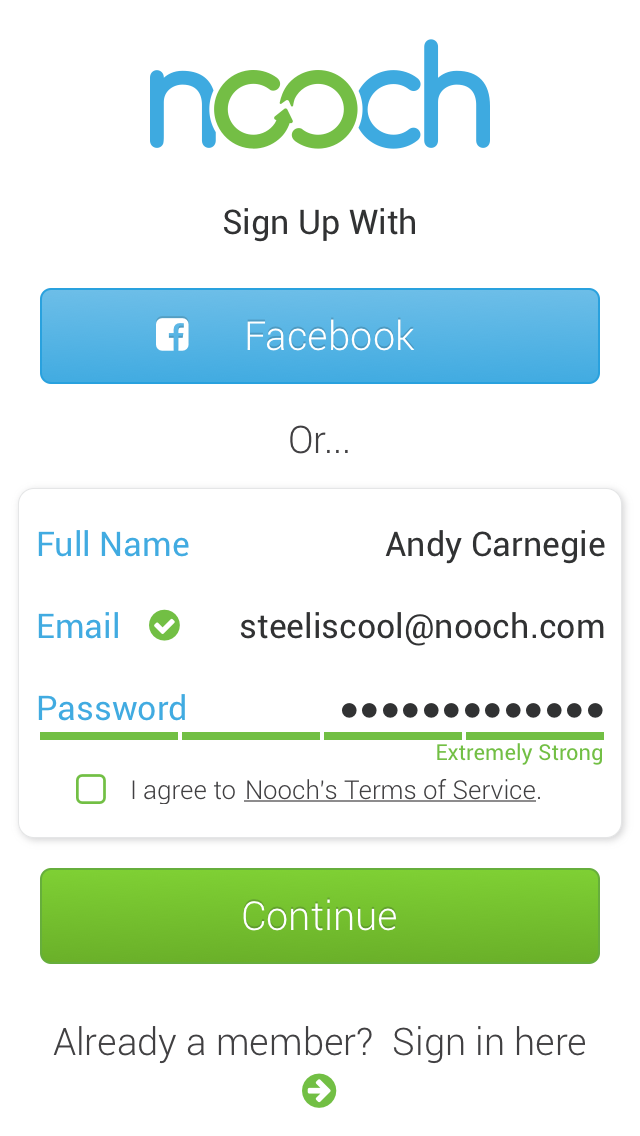 nooch
Sign Up With
Facebook
Or...
Full Name Andy Carnegie
Email steeliscool@nooch.com
Password ●●●●●●●●●●●●●
Extremely Strong
I agree to Nooch's Terms of Service.
Continue
Already a member? Sign in here